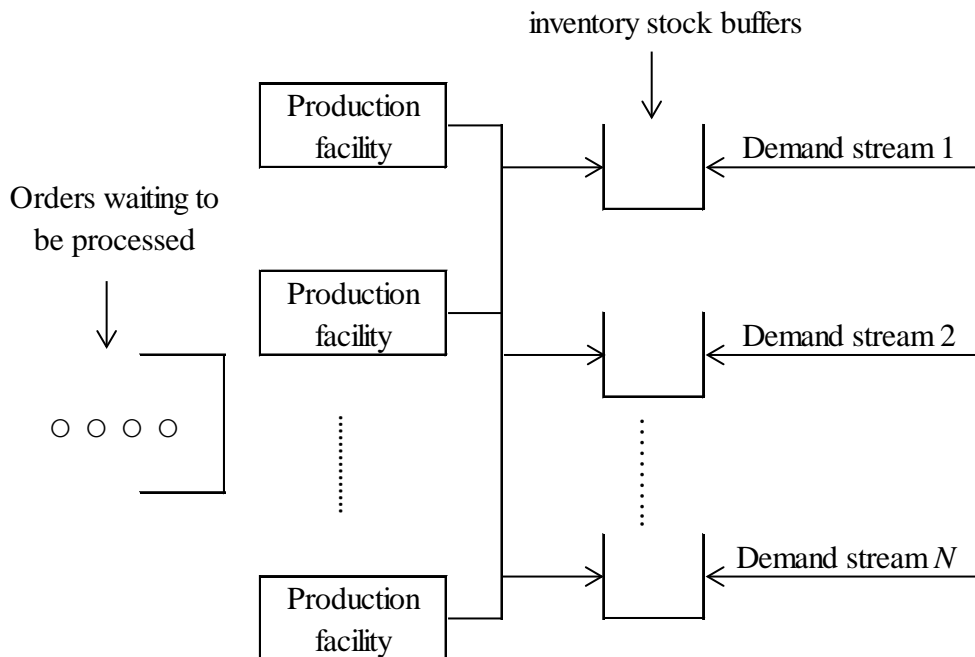 inventory stock buffers
Production
facility
Demand stream 1
Orders waiting to
be processed
Production
facility
Demand stream 2
Demand stream N
Production
facility